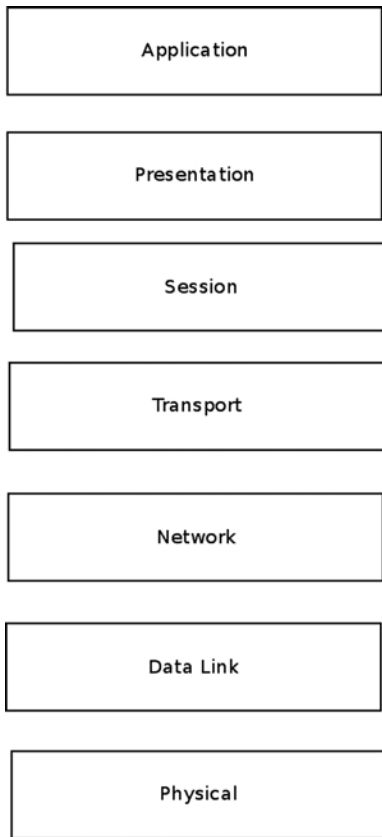 Application
Presentation
Session
Transport
Network
Data Link
Physical